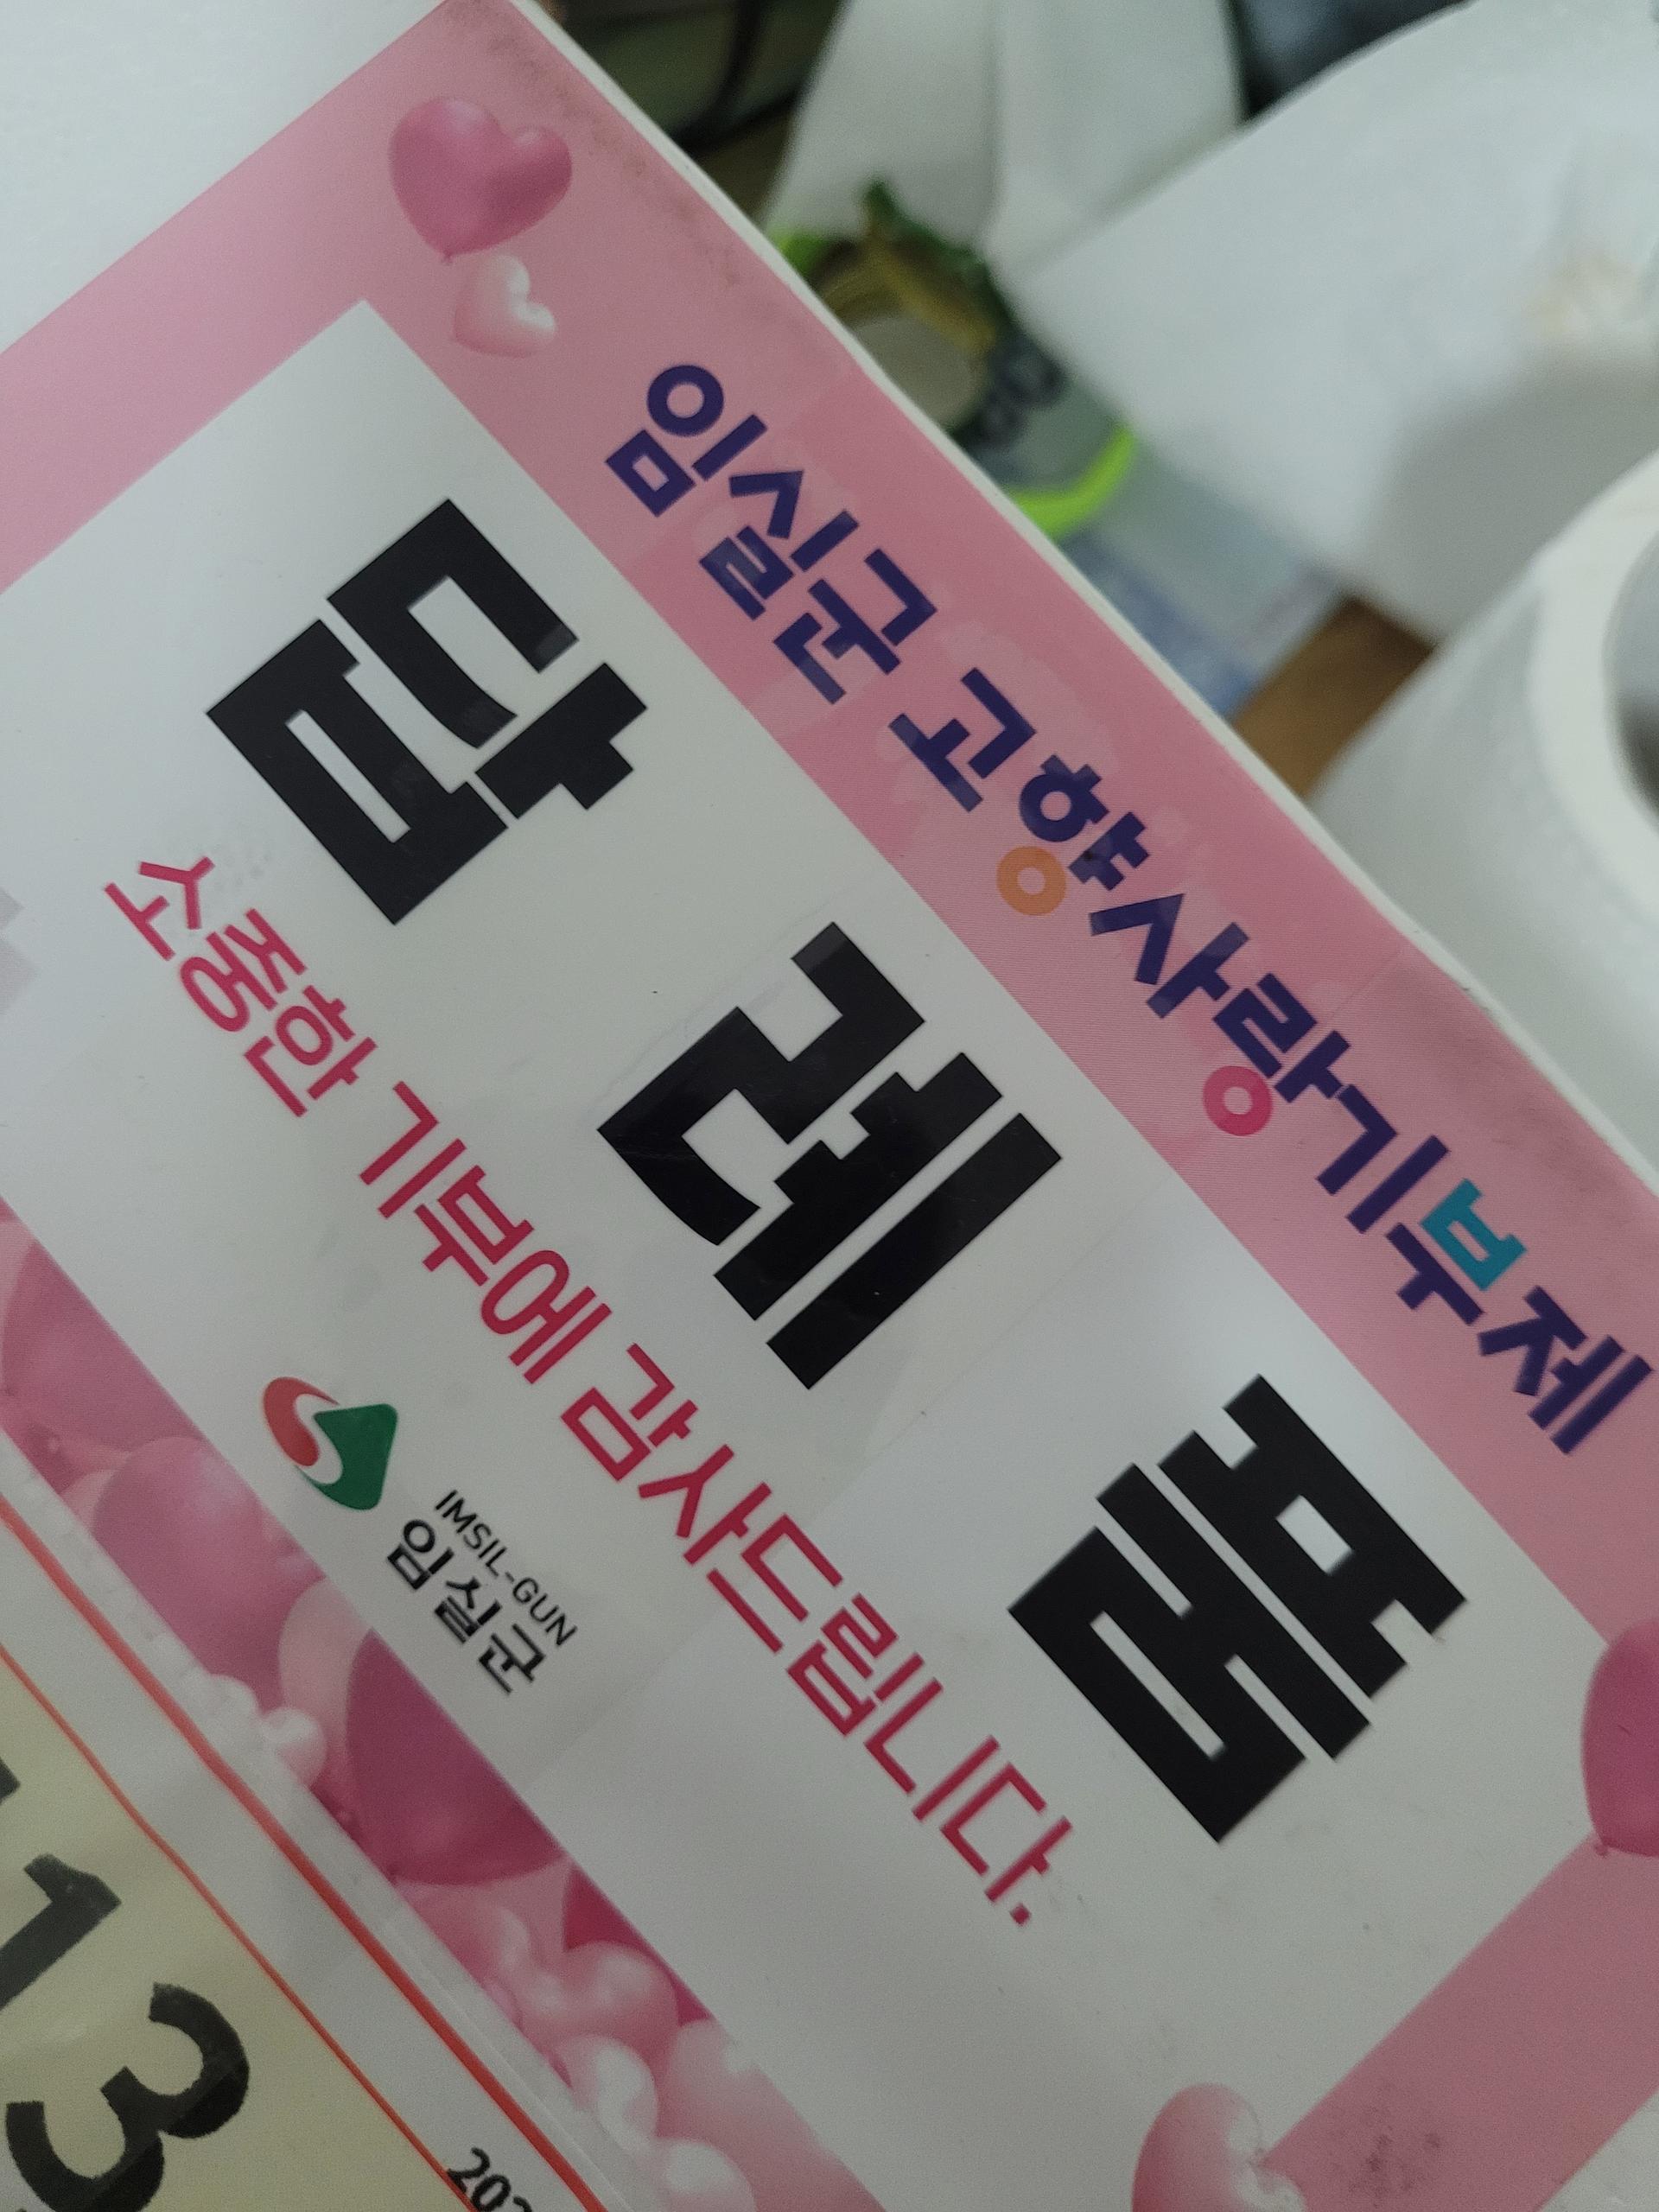 임실군 고향사랑기부제
답 례 품
소중한 기부에 감사드립니다.
IMSIL-GUN
임실군
13